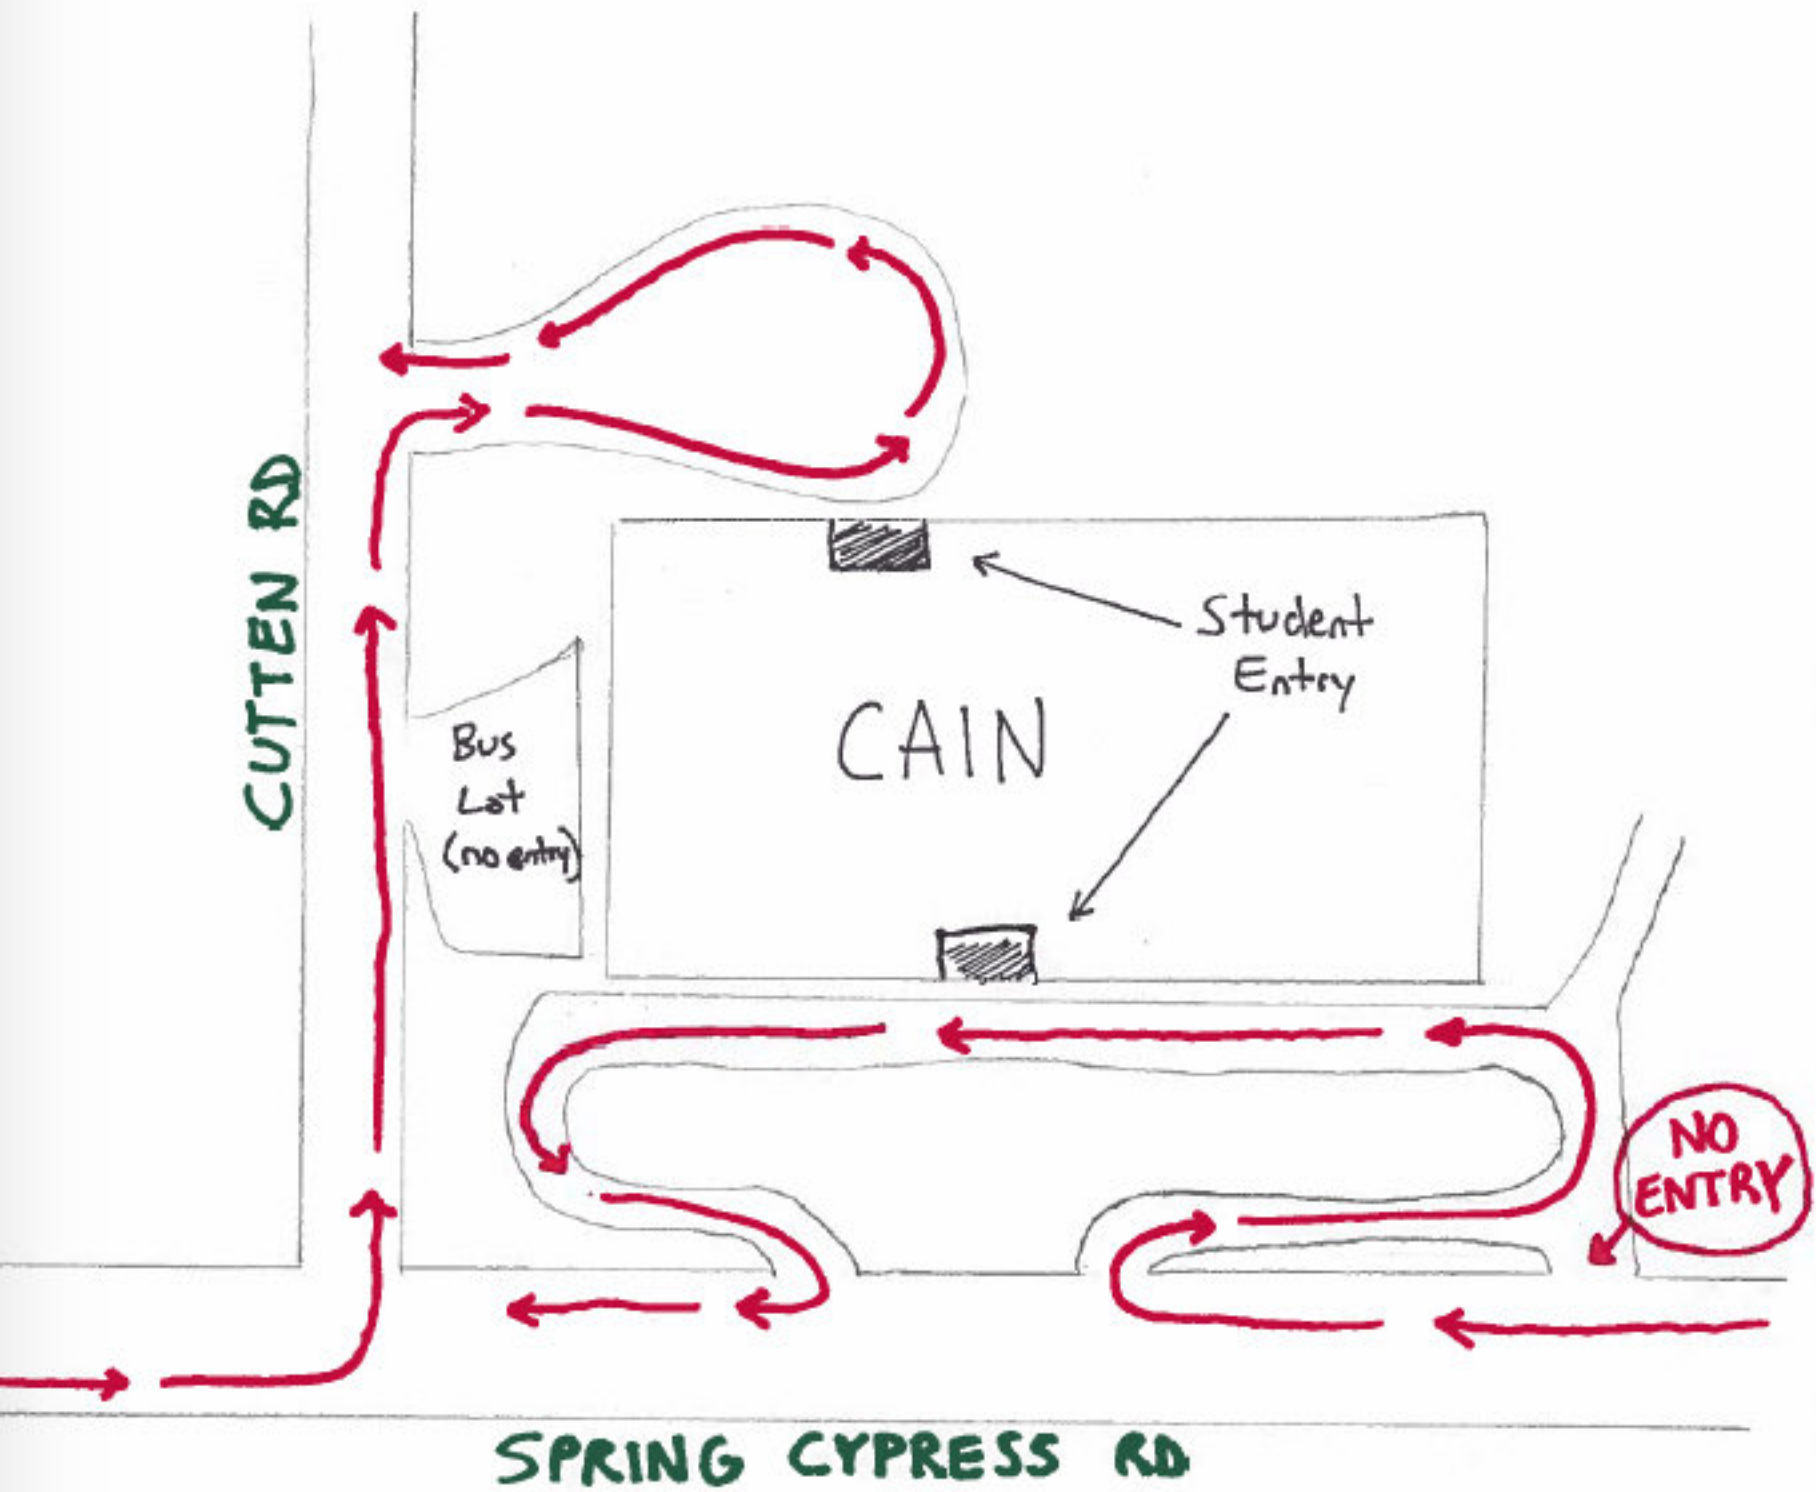 CUTTEN RD
Student
Entry
CAIN
Bus
Lot
(no entry)
NO
ENTRY
SPRING CYPRESS RD